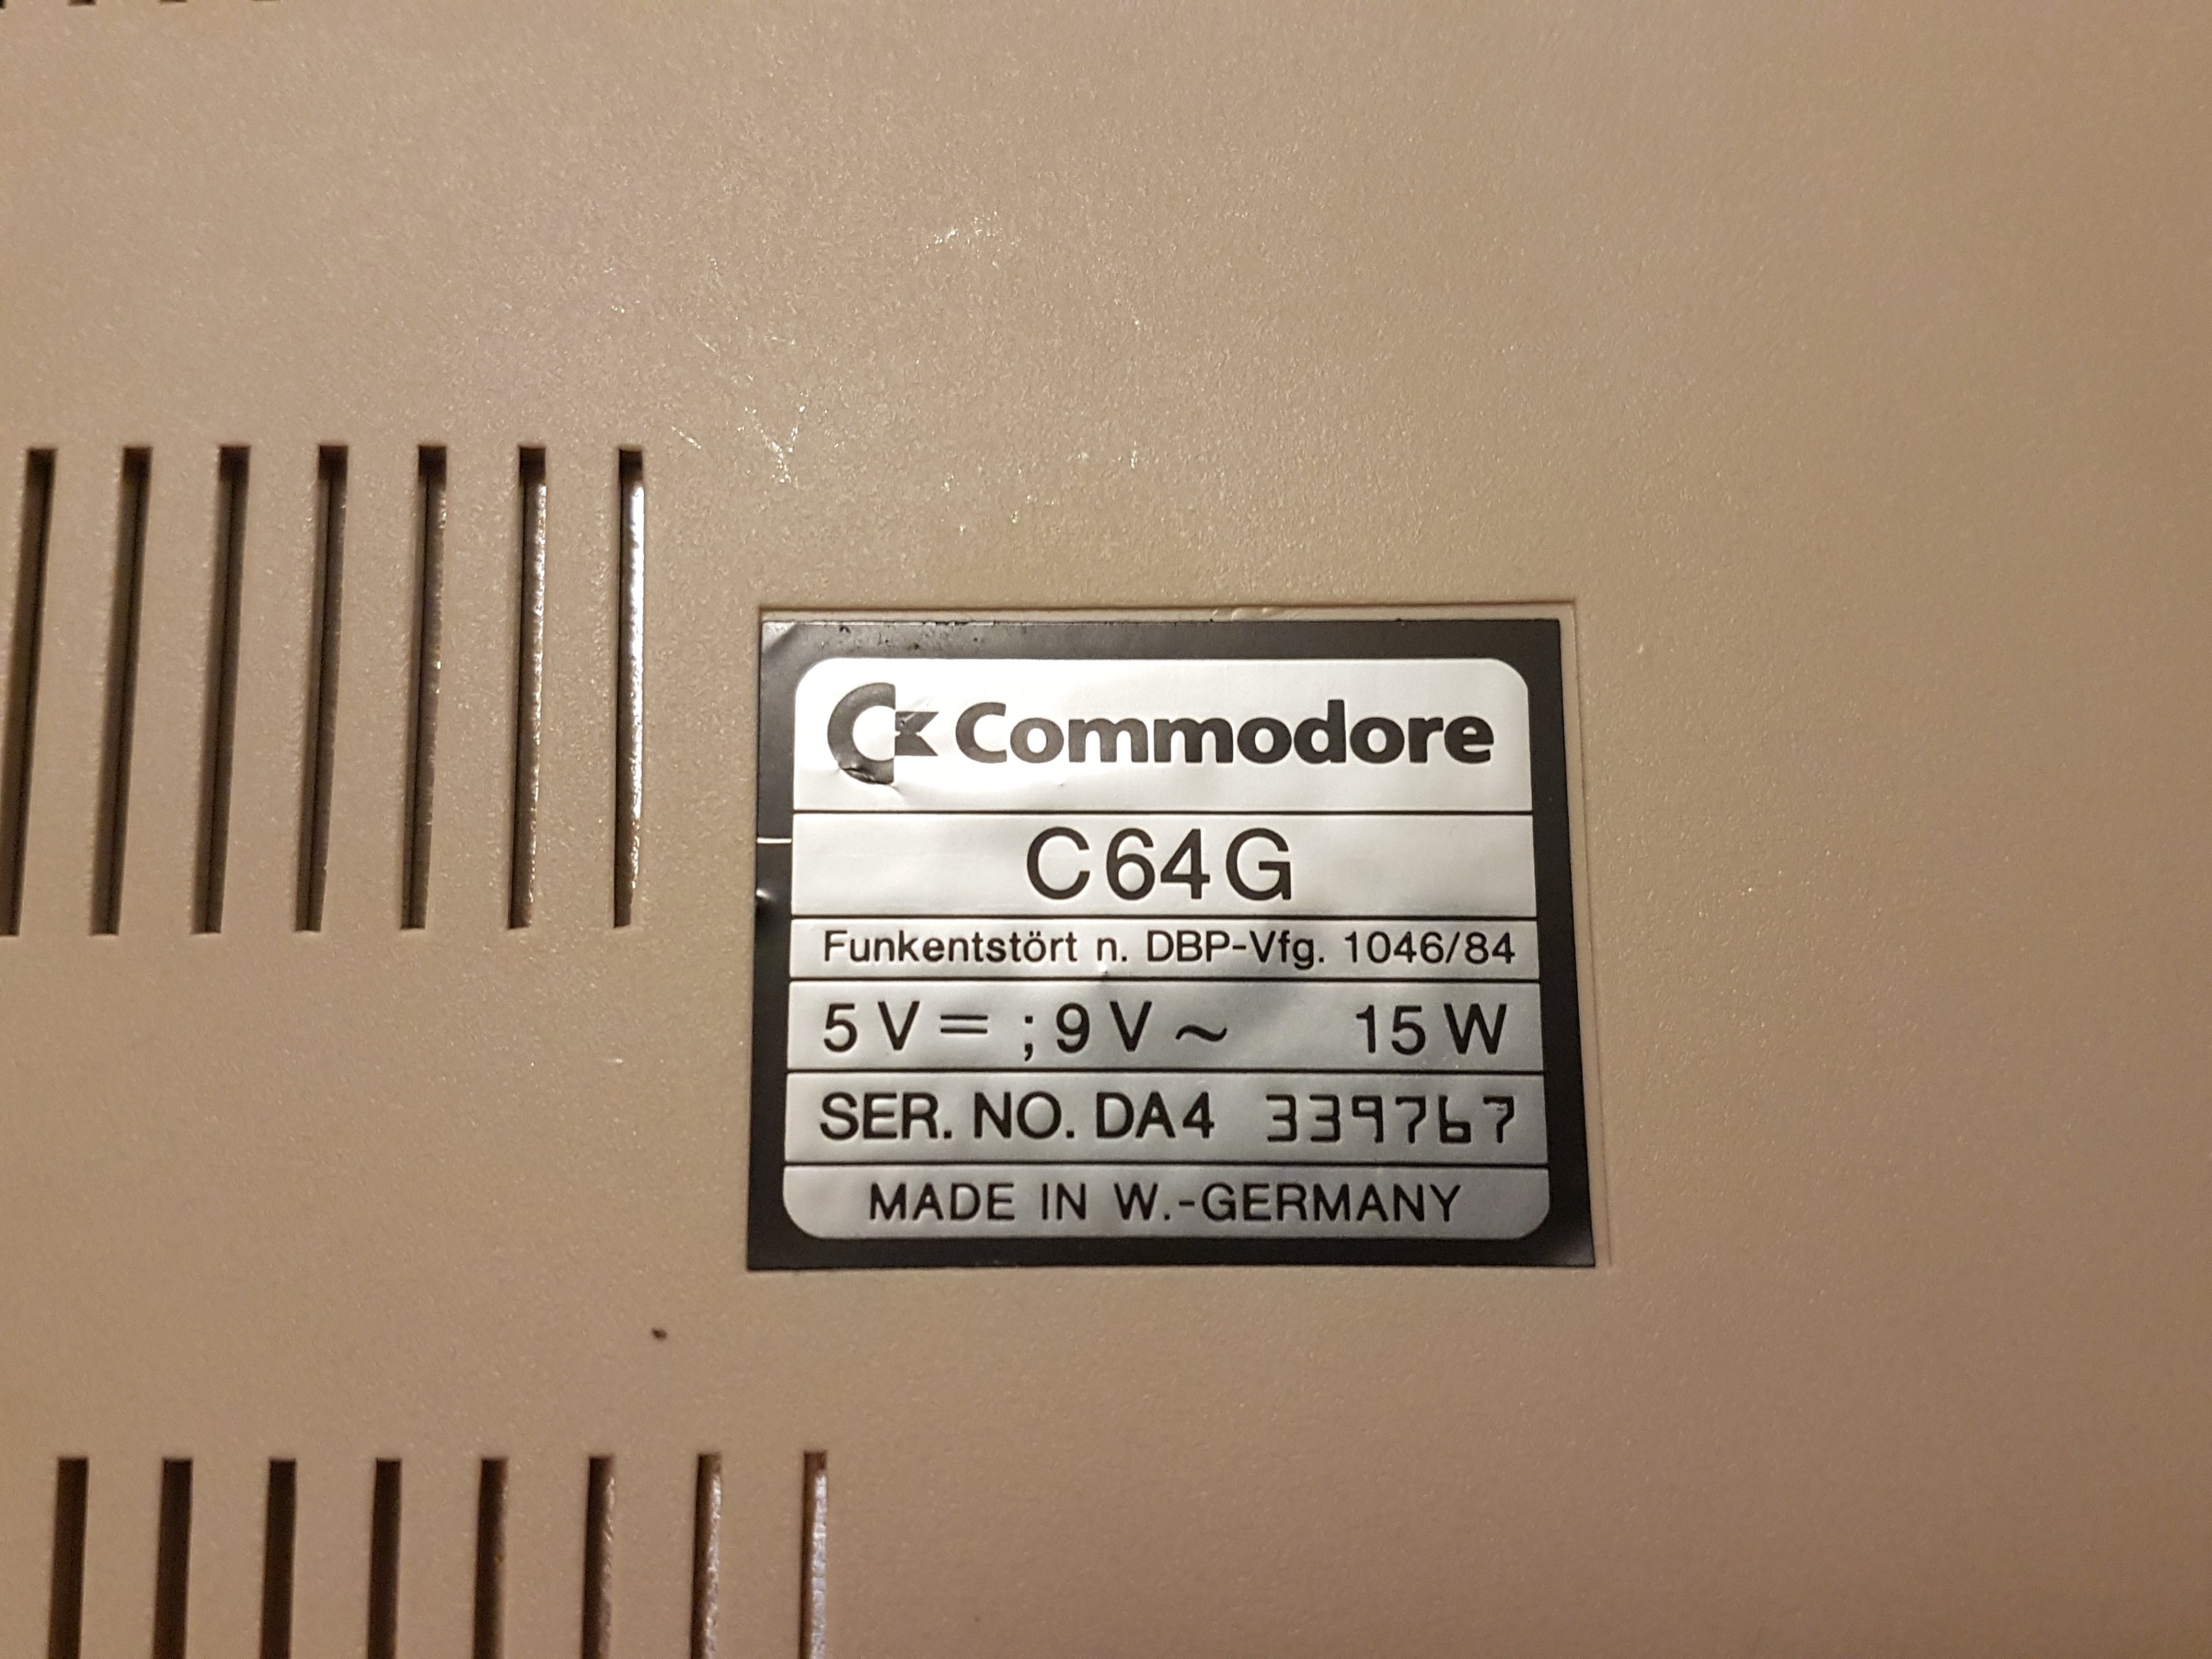 Commodore
C64G
Funkentstört n. DBP-Vfg. 1046/84
5 V = ; 9 V ~ 15 W
SER. NO. DA4 339767
MADE IN W.-GERMANY